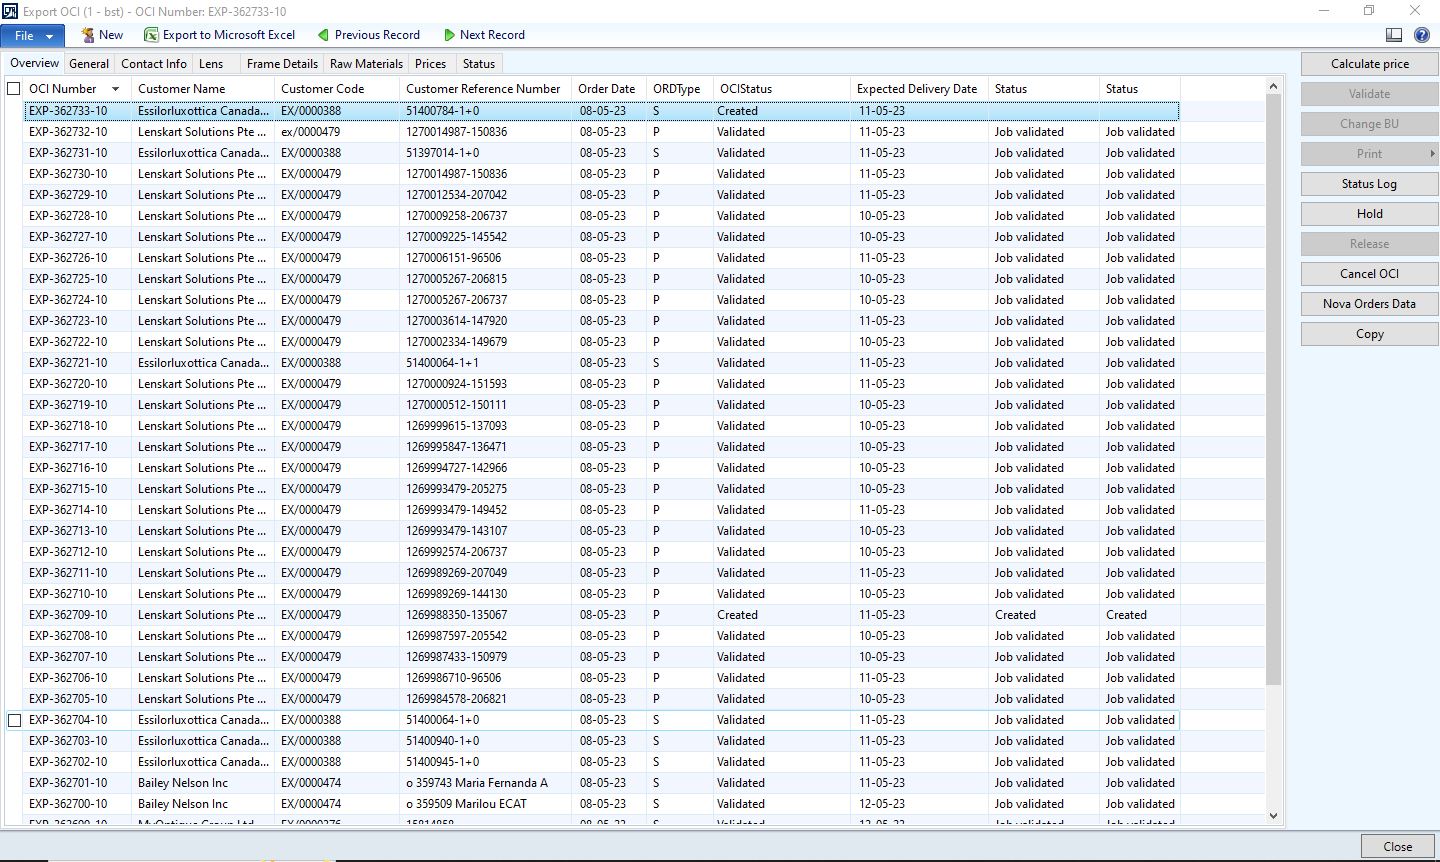 Export OCI (1 - bst) - OCI Number: EXP-362733-10
File New Export to Microsoft Excel Previous Record Next Record
Overview General Contact Info Lens Frame Details Raw Materials Prices Status
OCI Number Customer Name Customer Code Customer Reference Number Order Date ORDType OCIStatus Expected Delivery Date Status Status
EXP-362733-10 Essilorluxottica Canada... EX/0000388 51400784-1+0 08-05-23 S Created 11-05-23
EXP-362732-10 Lenskart Solutions Pte ... ex/0000479 1270014987-150836 08-05-23 P Validated 11-05-23 Job validated Job validated
EXP-362731-10 Essilorluxottica Canada... EX/0000388 51397014-1+0 08-05-23 S Validated 11-05-23 Job validated Job validated
EXP-362730-10 Lenskart Solutions Pte ... EX/0000479 1270014987-150836 08-05-23 P Validated 11-05-23 Job validated Job validated
EXP-362729-10 Lenskart Solutions Pte ... EX/0000479 1270012534-207042 08-05-23 P Validated 11-05-23 Job validated Job validated
EXP-362728-10 Lenskart Solutions Pte ... EX/0000479 1270009258-206737 08-05-23 P Validated 10-05-23 Job validated Job validated
EXP-362727-10 Lenskart Solutions Pte ... EX/0000479 1270009225-145542 08-05-23 P Validated 10-05-23 Job validated Job validated
EXP-362726-10 Lenskart Solutions Pte ... EX/0000479 1270006151-96506 08-05-23 P Validated 11-05-23 Job validated Job validated
EXP-362725-10 Lenskart Solutions Pte ... EX/0000479 1270005267-206815 08-05-23 P Validated 10-05-23 Job validated Job validated
EXP-362724-10 Lenskart Solutions Pte ... EX/0000479 1270005267-206737 08-05-23 P Validated 10-05-23 Job validated Job validated
EXP-362723-10 Lenskart Solutions Pte ... EX/0000479 1270003614-147920 08-05-23 P Validated 11-05-23 Job validated Job validated
EXP-362722-10 Lenskart Solutions Pte ... EX/0000479 1270002334-149679 08-05-23 P Validated 10-05-23 Job validated Job validated
EXP-362721-10 Essilorluxottica Canada... EX/0000388 51400064-1+1 08-05-23 S Validated 11-05-23 Job validated Job validated
EXP-362720-10 Lenskart Solutions Pte ... EX/0000479 1270000924-151593 08-05-23 P Validated 11-05-23 Job validated Job validated
EXP-362719-10 Lenskart Solutions Pte ... EX/0000479 1270000512-150111 08-05-23 P Validated 10-05-23 Job validated Job validated
EXP-362718-10 Lenskart Solutions Pte ... EX/0000479 1269999615-137093 08-05-23 P Validated 10-05-23 Job validated Job validated
EXP-362717-10 Lenskart Solutions Pte ... EX/0000479 1269995847-136471 08-05-23 P Validated 10-05-23 Job validated Job validated
EXP-362716-10 Lenskart Solutions Pte ... EX/0000479 1269994727-142966 08-05-23 P Validated 10-05-23 Job validated Job validated
EXP-362715-10 Lenskart Solutions Pte ... EX/0000479 1269993479-205275 08-05-23 P Validated 10-05-23 Job validated Job validated
EXP-362714-10 Lenskart Solutions Pte ... EX/0000479 1269993479-149452 08-05-23 P Validated 11-05-23 Job validated Job validated
EXP-362713-10 Lenskart Solutions Pte ... EX/0000479 1269993479-143107 08-05-23 P Validated 10-05-23 Job validated Job validated
EXP-362712-10 Lenskart Solutions Pte ... EX/0000479 1269992574-206737 08-05-23 P Validated 10-05-23 Job validated Job validated
EXP-362711-10 Lenskart Solutions Pte ... EX/0000479 1269989269-207049 08-05-23 P Validated 11-05-23 Job validated Job validated
EXP-362710-10 Lenskart Solutions Pte ... EX/0000479 1269989269-144130 08-05-23 P Validated 10-05-23 Job validated Job validated
EXP-362709-10 Lenskart Solutions Pte ... EX/0000479 1269988350-135067 08-05-23 P Created 11-05-23 Created Created
EXP-362708-10 Lenskart Solutions Pte ... EX/0000479 1269987597-205542 08-05-23 P Validated 10-05-23 Job validated Job validated
EXP-362707-10 Lenskart Solutions Pte ... EX/0000479 1269987433-150979 08-05-23 P Validated 10-05-23 Job validated Job validated
EXP-362706-10 Lenskart Solutions Pte ... EX/0000479 1269986710-96506 08-05-23 P Validated 11-05-23 Job validated Job validated
EXP-362705-10 Lenskart Solutions Pte ... EX/0000479 1269984578-206821 08-05-23 P Validated 10-05-23 Job validated Job validated
EXP-362704-10 Essilorluxottica Canada... EX/0000388 51400064-1+0 08-05-23 S Validated 11-05-23 Job validated Job validated
EXP-362703-10 Essilorluxottica Canada... EX/0000388 51400940-1+0 08-05-23 S Validated 11-05-23 Job validated Job validated
EXP-362702-10 Essilorluxottica Canada... EX/0000388 51400945-1+0 08-05-23 S Validated 11-05-23 Job validated Job validated
EXP-362701-10 Bailey Nelson Inc EX/0000474 o 359743 Maria Fernanda A 08-05-23 S Validated 11-05-23 Job validated Job validated
EXP-362700-10 Bailey Nelson Inc EX/0000474 o 359509 Marilou ECAT 08-05-23 S Validated 12-05-23 Job validated Job validated
Calculate price
Validate
Change BU
Print
Status Log
Hold
Release
Cancel OCI
Nova Orders Data
Copy
Close